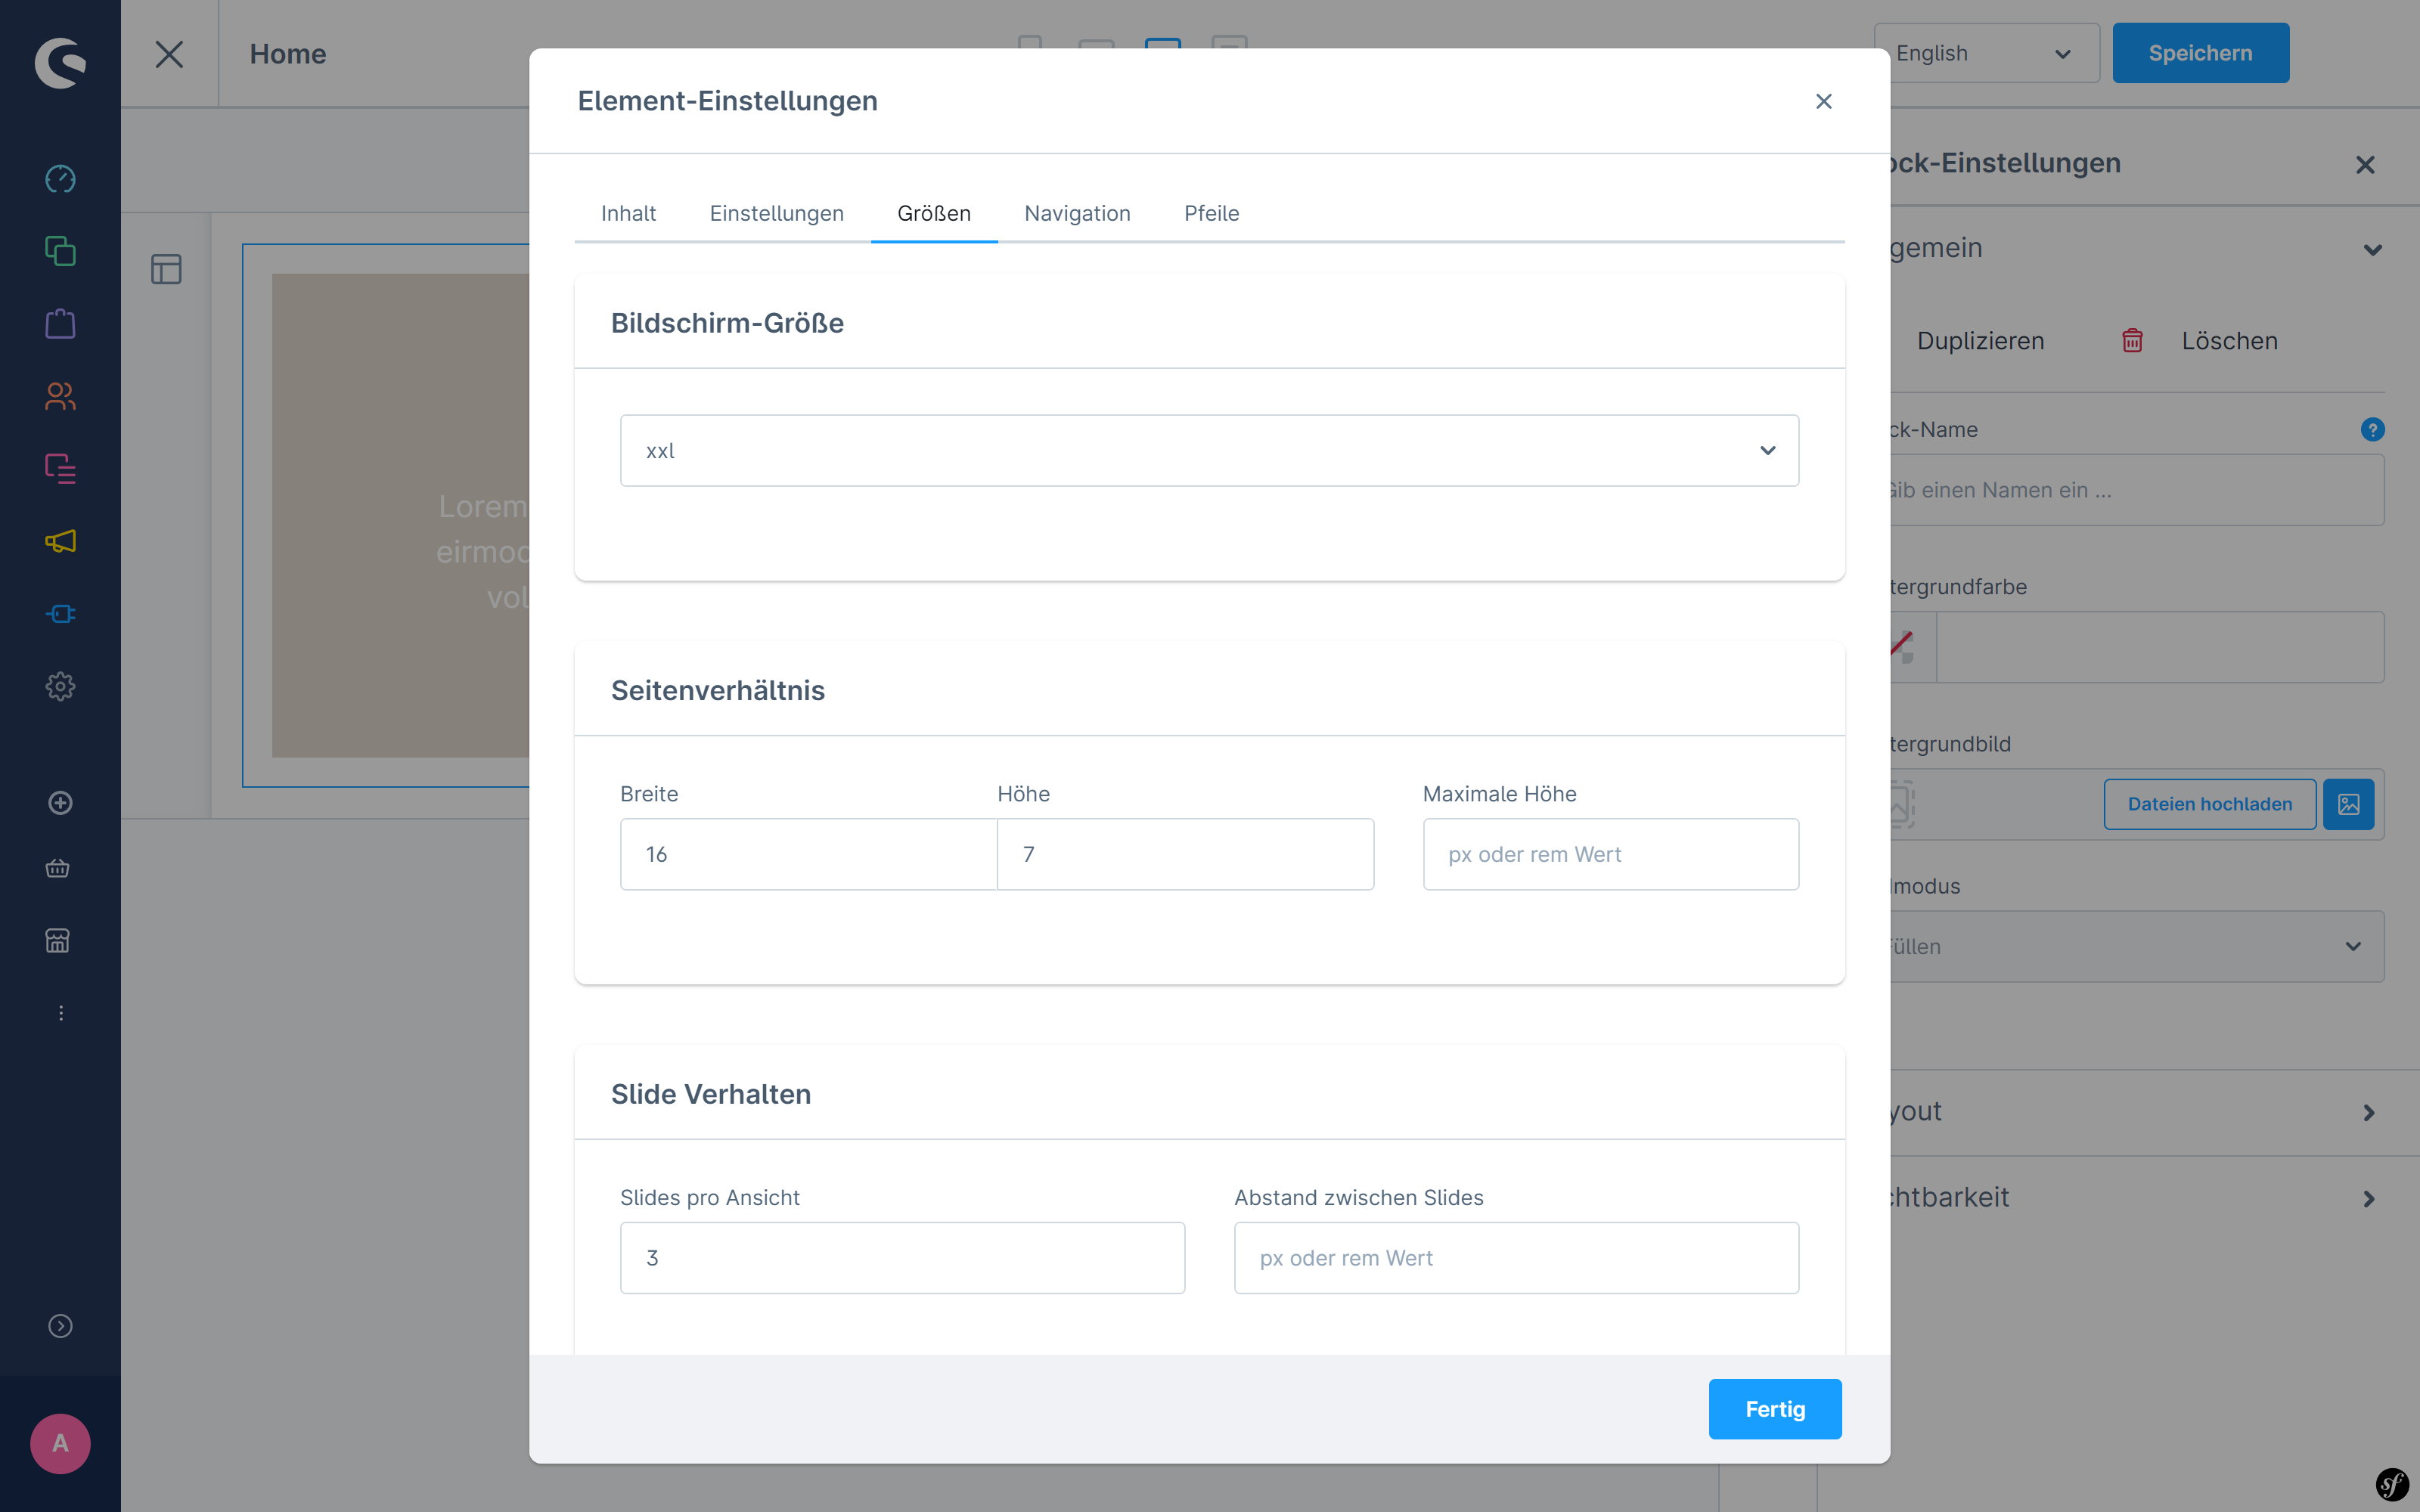 Home
English
Speichern
Element-Einstellungen
Inhalt
Einstellungen
Größen
Navigation
Pfeile
Bildschirm-Größe
xxl
Seitenverhältnis
Breite
Höhe
Maximale Höhe
16
7
px oder rem Wert
Slide Verhalten
Slides pro Ansicht
Abstand zwischen Slides
3
px oder rem Wert
Fertig
Lorem
eirmod
vol
ock-Einstellungen
gemein
Duplizieren
Löschen
ck-Name
?
Gib einen Namen ein ...
tergrundfarbe
tergrundbild
Dateien hochladen
lmodus
üllen
yout
chtbarkeit
A
sf